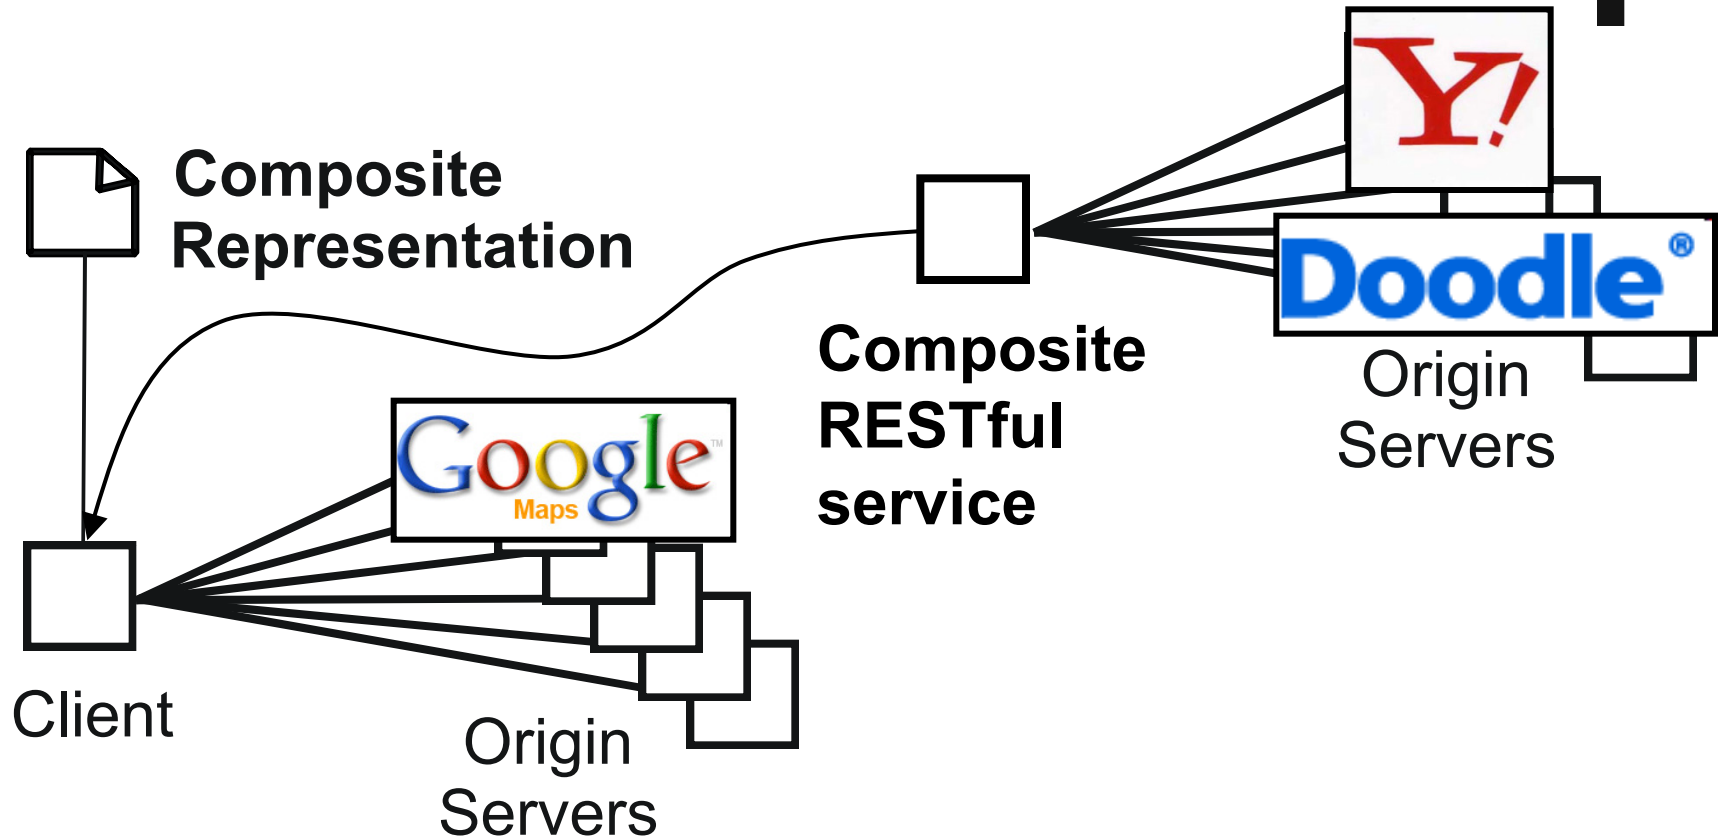 Y!
Composite
Representation
Doodle®
Composite
RESTful
service
Origin
Servers
Google™
Maps
Client
Origin
Servers